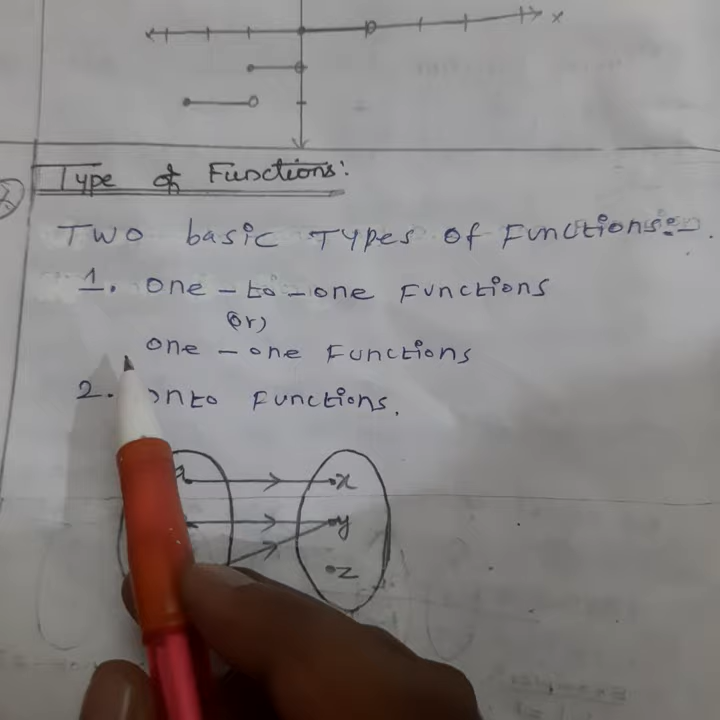 x
Type of Functions:
TWO basic Types of Functions:-.
1. one-to-one Functions
(or)
one-one Functions
2. onto Functions.
x
y
z